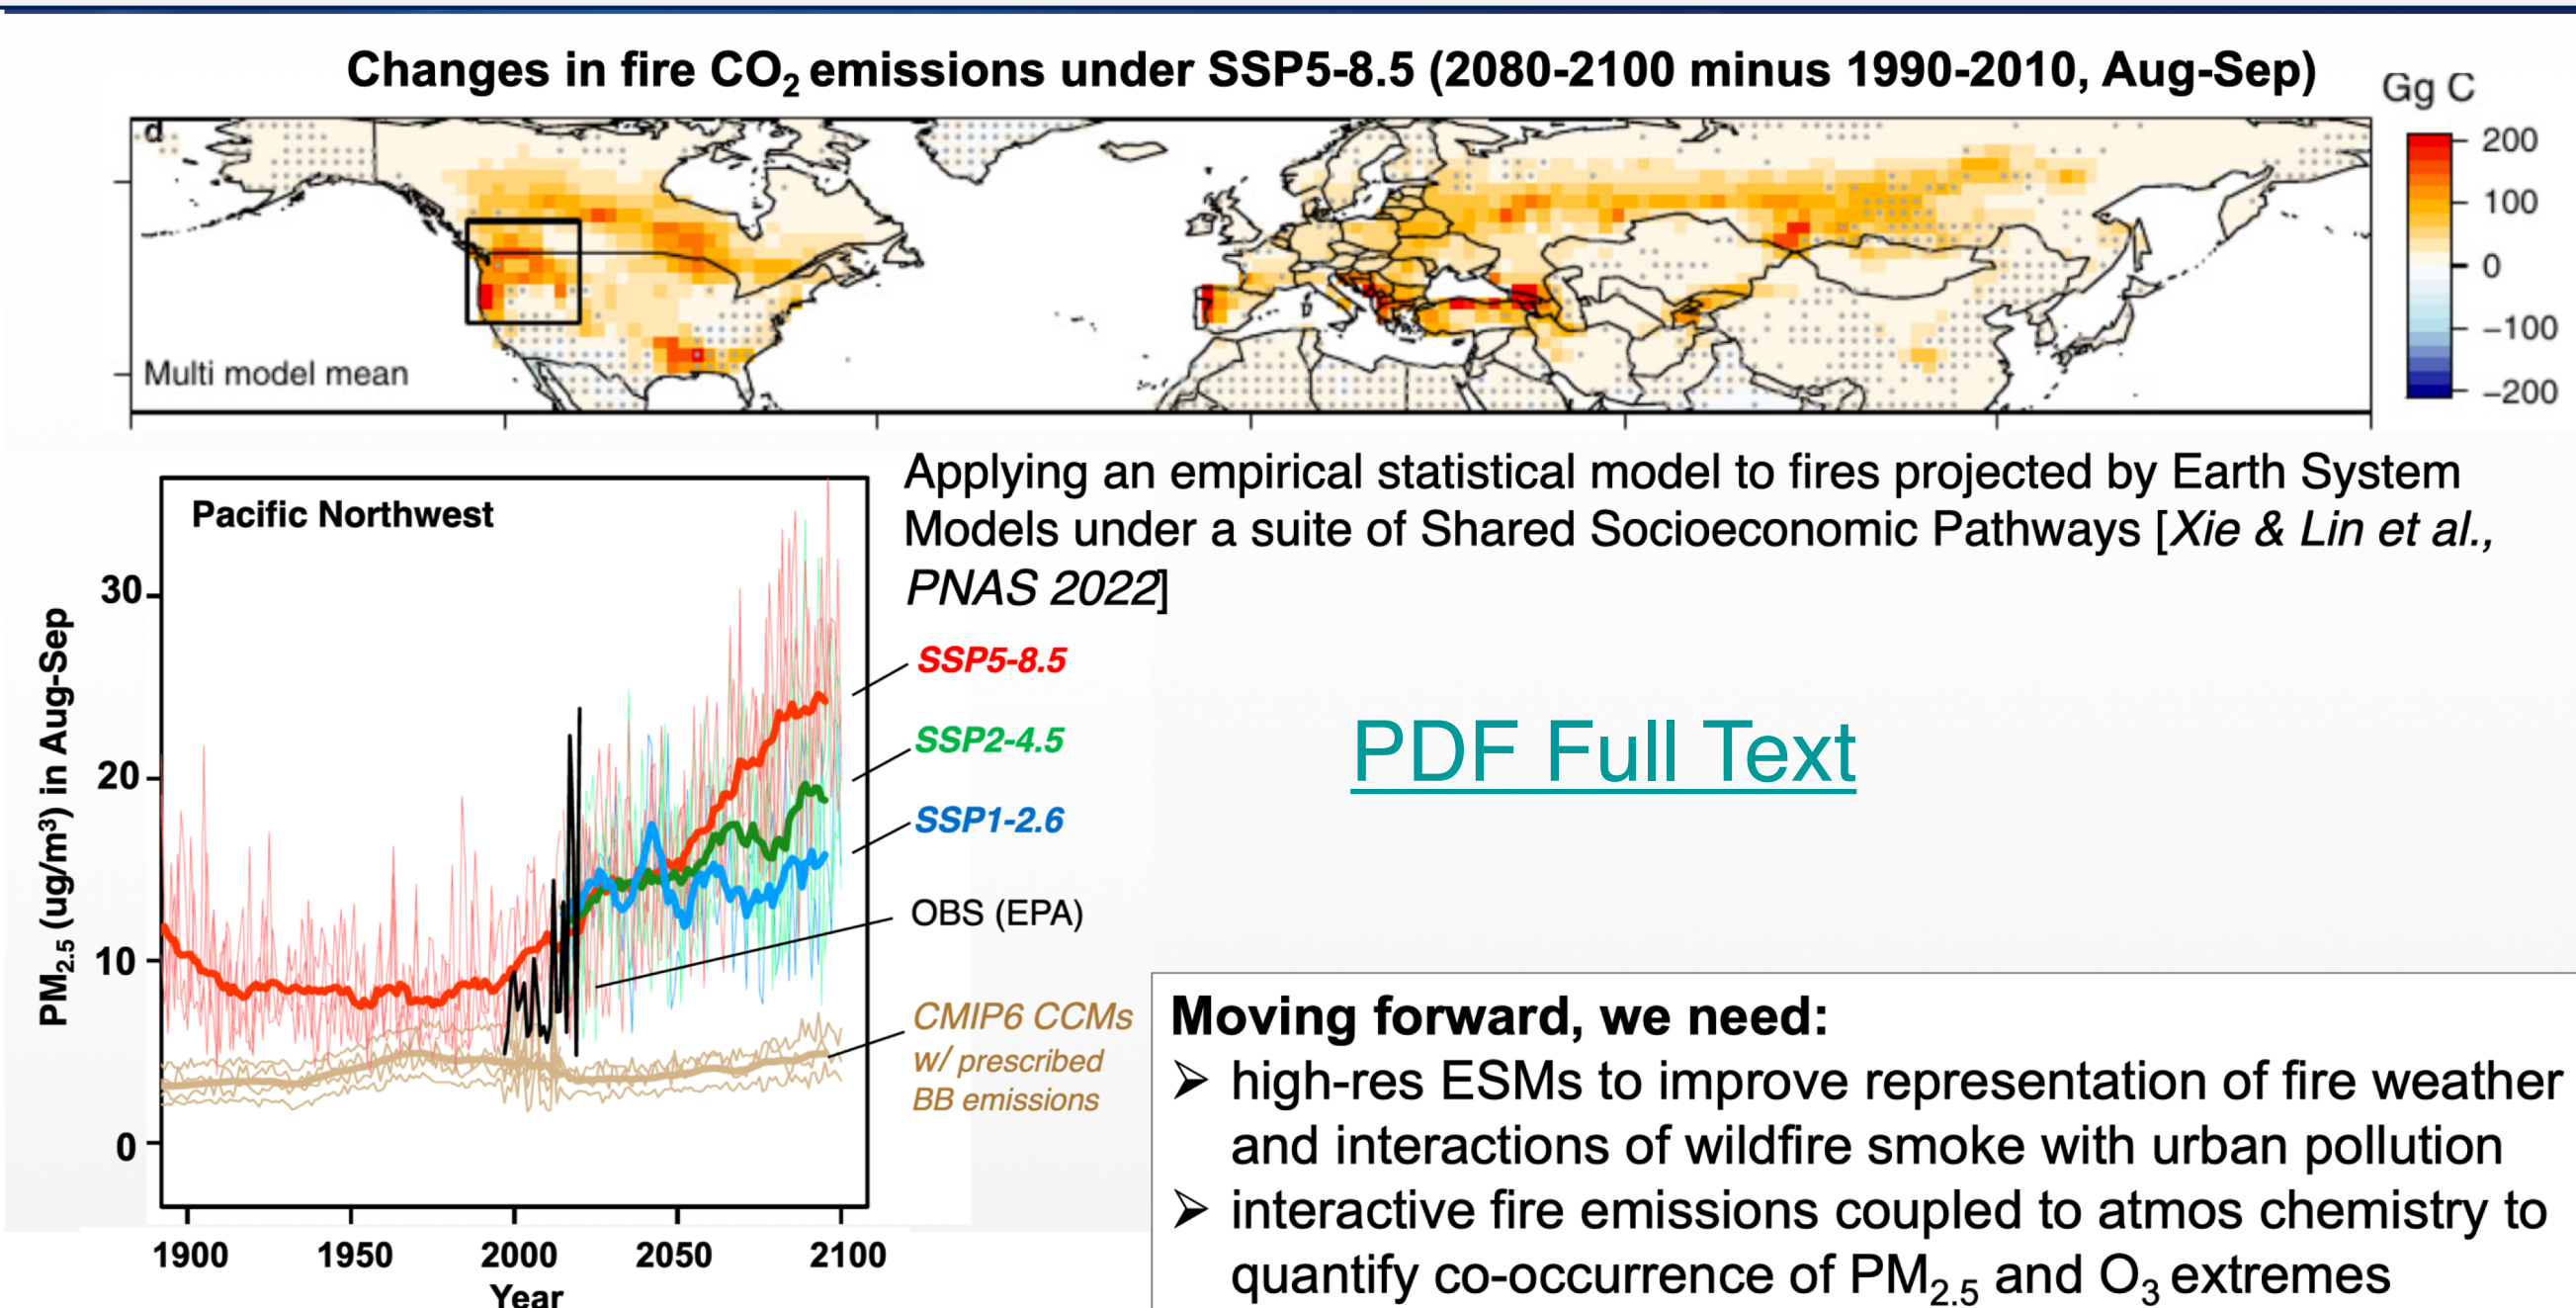 Changes in fire CO₂ emissions under SSP5-8.5 (2080-2100 minus 1990-2010, Aug-Sep)
Gg C
d
Multi model mean
200
100
0
−100
−200
Applying an empirical statistical model to fires projected by Earth System
Models under a suite of Shared Socioeconomic Pathways [Xie & Lin et al.,
PNAS 2022]
Pacific Northwest
PM₂.₅ (ug/m³) in Aug-Sep
30
20
10
0
1900
1950
2000
2050
2100
Year
SSP5-8.5
SSP2-4.5
SSP1-2.6
OBS (EPA)
CMIP6 CCMs
w/ prescribed
BB emissions
PDF Full Text
Moving forward, we need:
➢ high-res ESMs to improve representation of fire weather
and interactions of wildfire smoke with urban pollution
➢ interactive fire emissions coupled to atmos chemistry to
quantify co-occurrence of PM₂.₅ and O₃ extremes